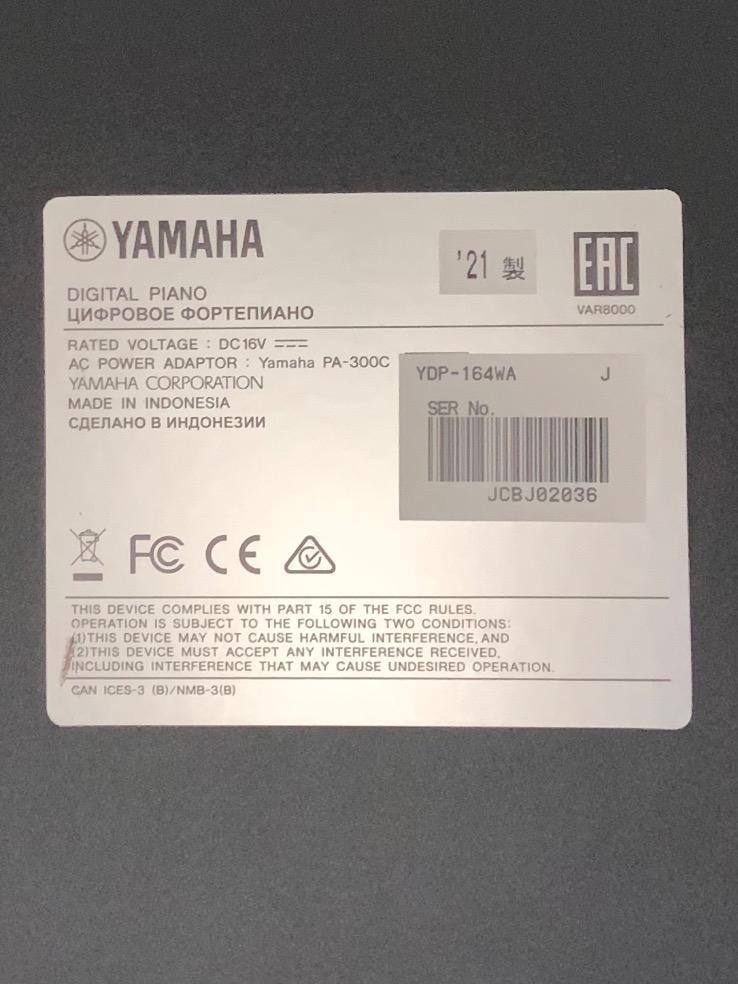 YAMAHA
'21 製
EAC
VAR8000
DIGITAL PIANO
ЦИФРОВОЕ ФОРТЕПИАНО
RATED VOLTAGE : DC16V
AC POWER ADAPTOR : Yamaha PA-300C
YAMAHA CORPORATION
MADE IN INDONESIA
СДЕЛАНО В ИНДОНЕЗИИ
YDP-164WA J
SER No.
JCBJ02036
FC CE
THIS DEVICE COMPLIES WITH PART 15 OF THE FCC RULES.
OPERATION IS SUBJECT TO THE FOLLOWING TWO CONDITIONS:
(1)THIS DEVICE MAY NOT CAUSE HARMFUL INTERFERENCE, AND
(2)THIS DEVICE MUST ACCEPT ANY INTERFERENCE RECEIVED,
INCLUDING INTERFERENCE THAT MAY CAUSE UNDESIRED OPERATION.
CAN ICES-3 (B)/NMB-3(B)